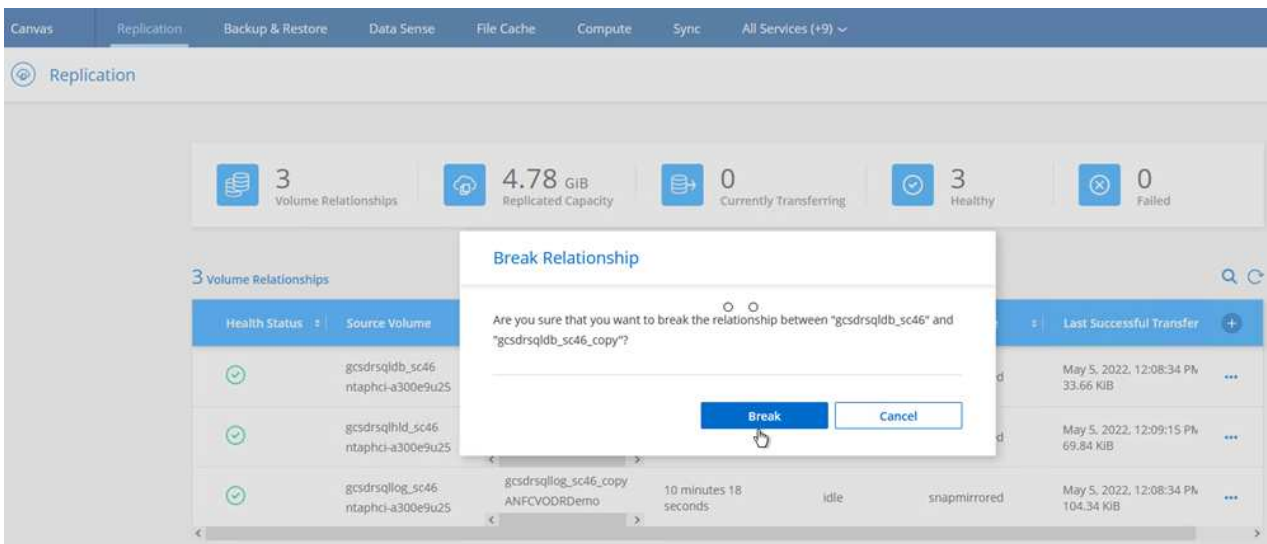 Canvas Replication Backup & Restore Data Sense File Cache Compute Sync All Services (+9)
Replication
3 Volume Relationships
4.78 GiB Replicated Capacity
0 Currently Transferring
3 Healthy
0 Failed
3 Volume Relationships
Health Status Source Volume Last Successful Transfer
Break Relationship
Are you sure that you want to break the relationship between "gcsdrsqldb_sc46" and
"gcsdrsqldb_sc46_copy"?
Break Cancel
gcsdrsqldb_sc46 May 5, 2022, 12:08:34 PM
ntaphci-a300e9u25 33.66 KiB
gcsdrsqlhld_sc46 May 5, 2022, 12:09:15 PM
ntaphci-a300e9u25 69.84 KiB
gcsdrsqllog_sc46 gcsdrsqllog_sc46_copy 10 minutes 18 idle snapmirrored May 5, 2022, 12:08:34 PM
ntaphci-a300e9u25 ANFCVODRDemo seconds 104.34 KiB